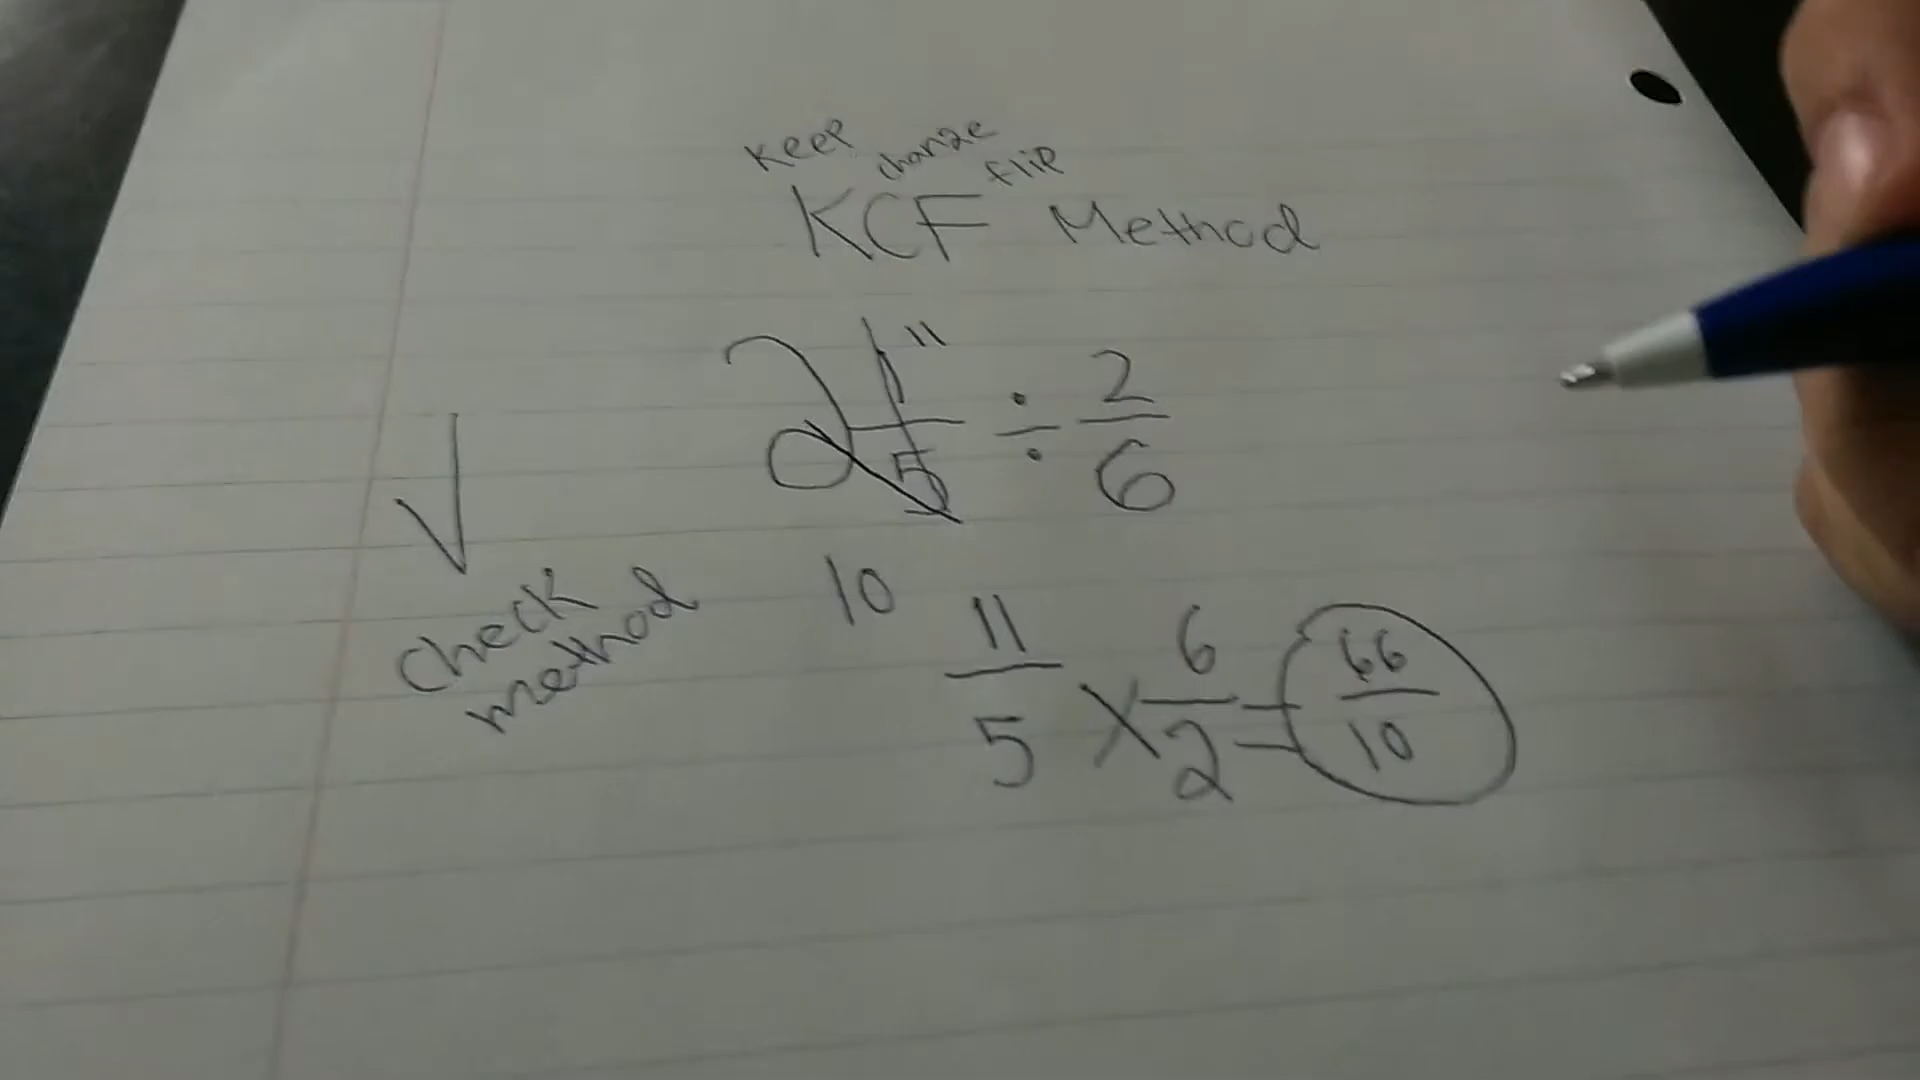 Keep change flip
KCF Method
2 1/5 11 ÷ 2/6
√
check
method
10
11/5 X 6/2 = 66/10